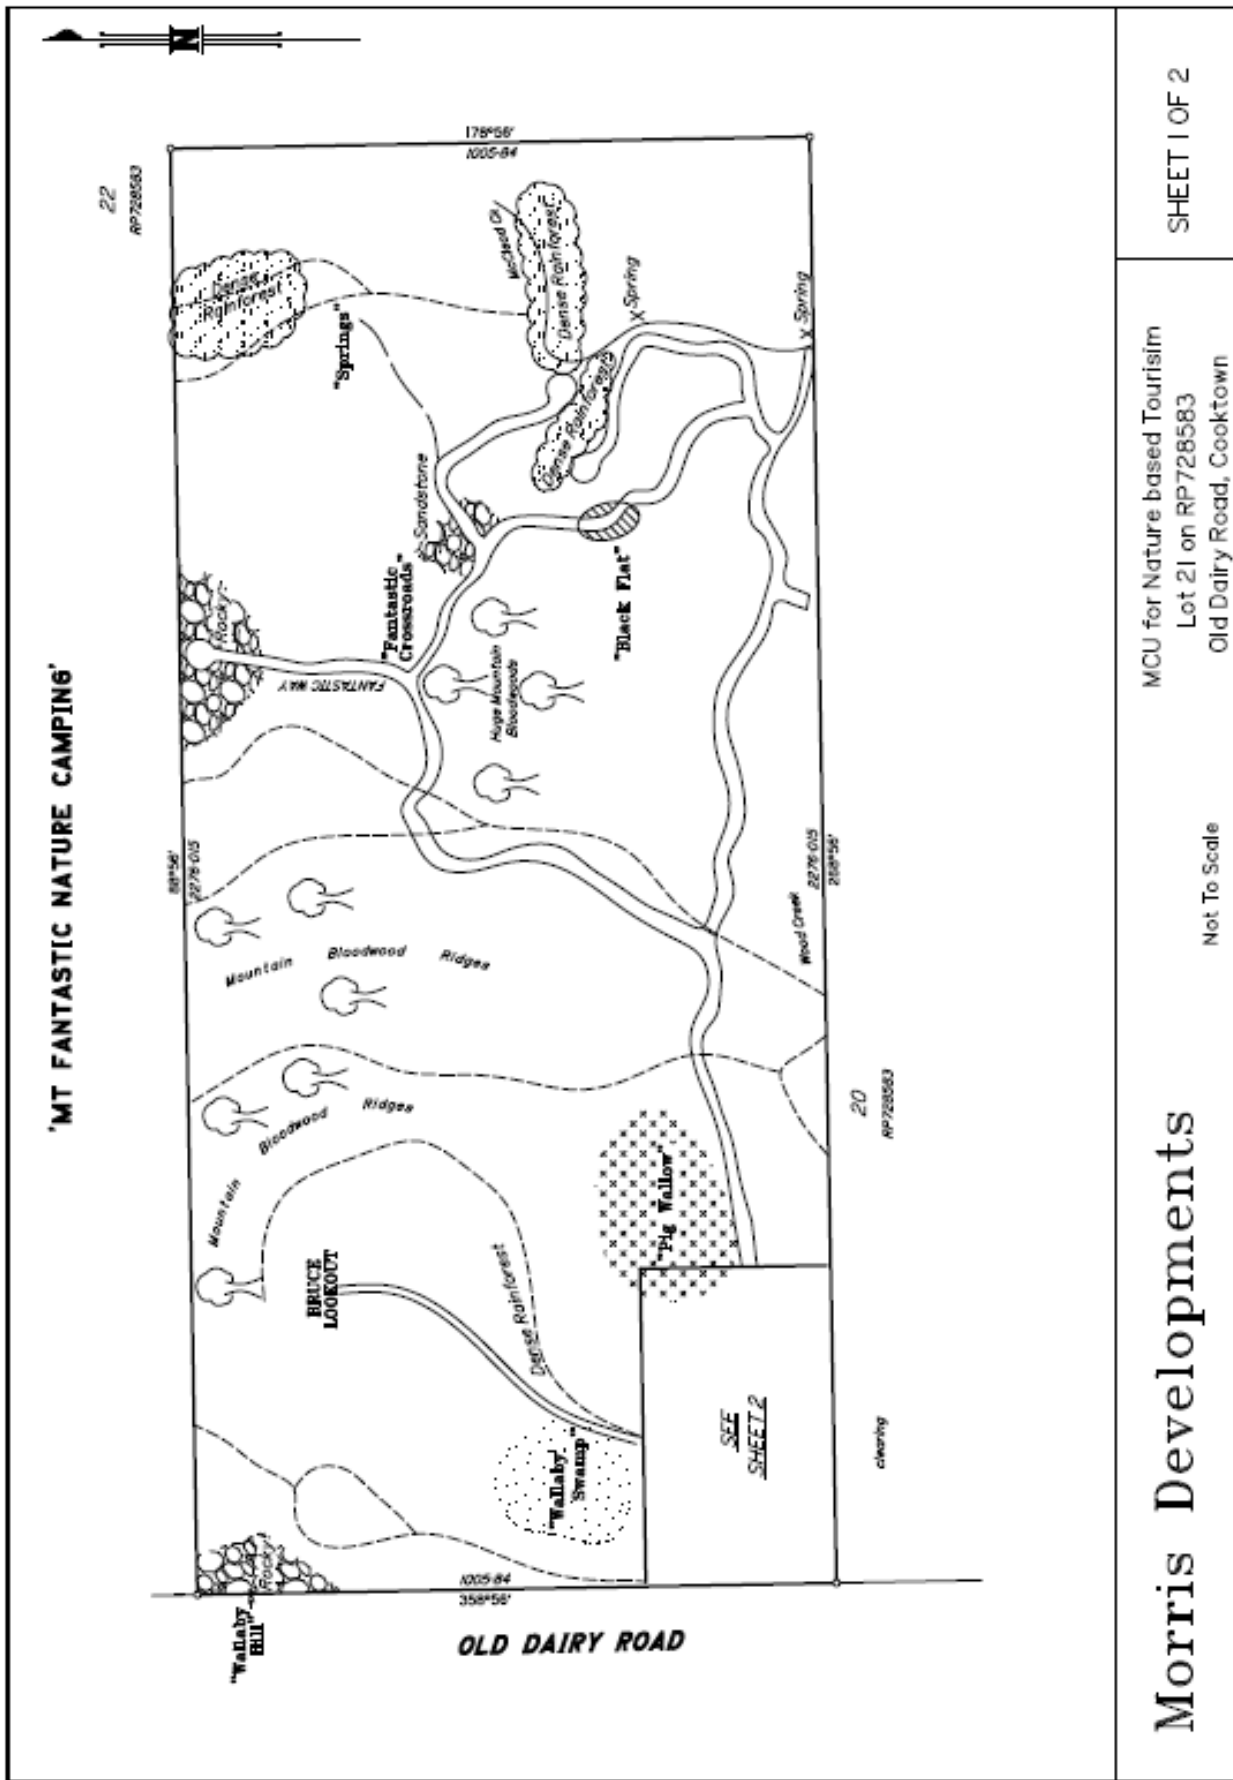 N
'MT FANTASTIC NATURE CAMPING'
22
RP728583
88°56'
2276·015
178°56'
1005·84
"Wallaby
Hill"
Rocky
Mountain
Bloodwood
Ridges
Mountain
Bloodwood
Ridges
Rocky
FANTASTIC WAY
"Fantastic
Crossroads"
Sandstone
"Springs"
Dense
Rainforest
McCleod Ck
Dense Rainforest
Dense Rainforest
X Spring
X Spring
Huge Mountain
Bloodwoods
"Black Flat"
BRUCE
LOOKOUT
Dense Rainforest
"Wallaby
Swamp"
"Pig Wallow"
Wood Creek
SEE
SHEET 2
1005·84
358°56'
OLD DAIRY ROAD
2276·015
268°56'
20
RP728583
clearing
Morris Developments
Not To Scale
MCU for Nature based Tourisim
Lot 21 on RP728583
Old Dairy Road, Cooktown
SHEET 1 OF 2